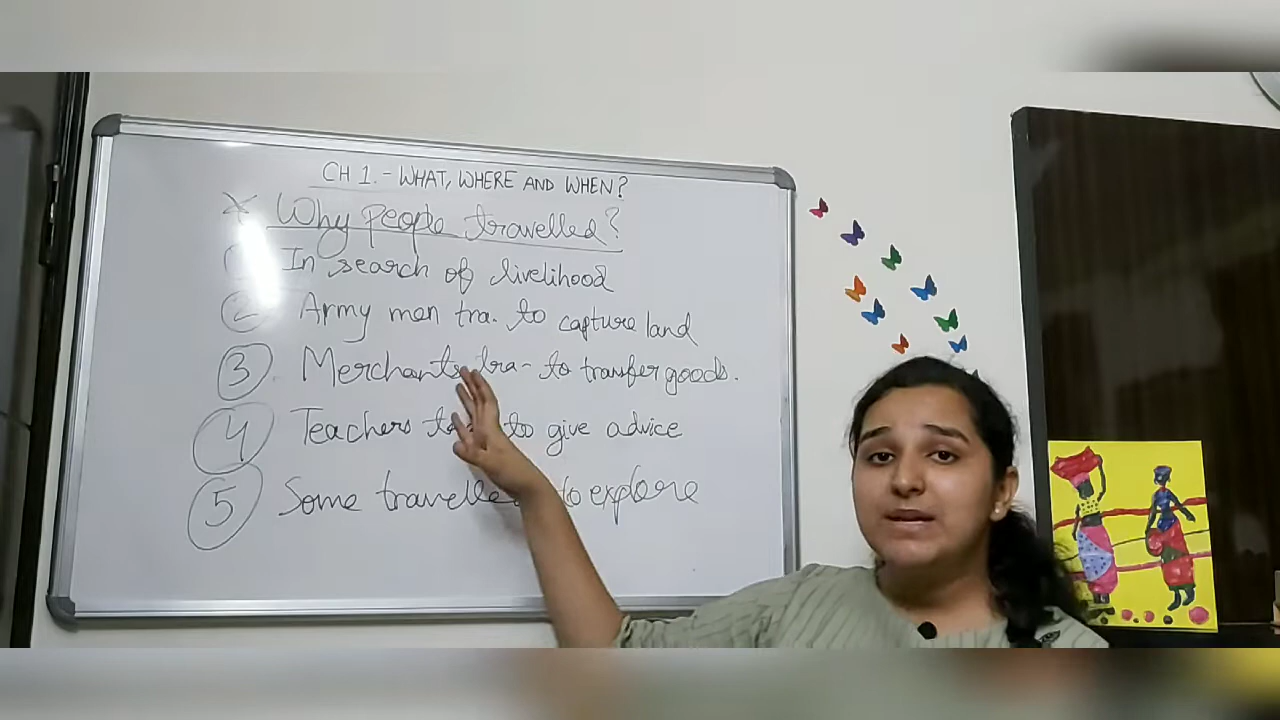 CH 1. - WHAT, WHERE AND WHEN?
Why people travelled?
In search of livelihood
2 Army men tra. to capture land
3 Merchants tra- to transfer goods.
4 Teachers to give advice
5 Some travelled to explore